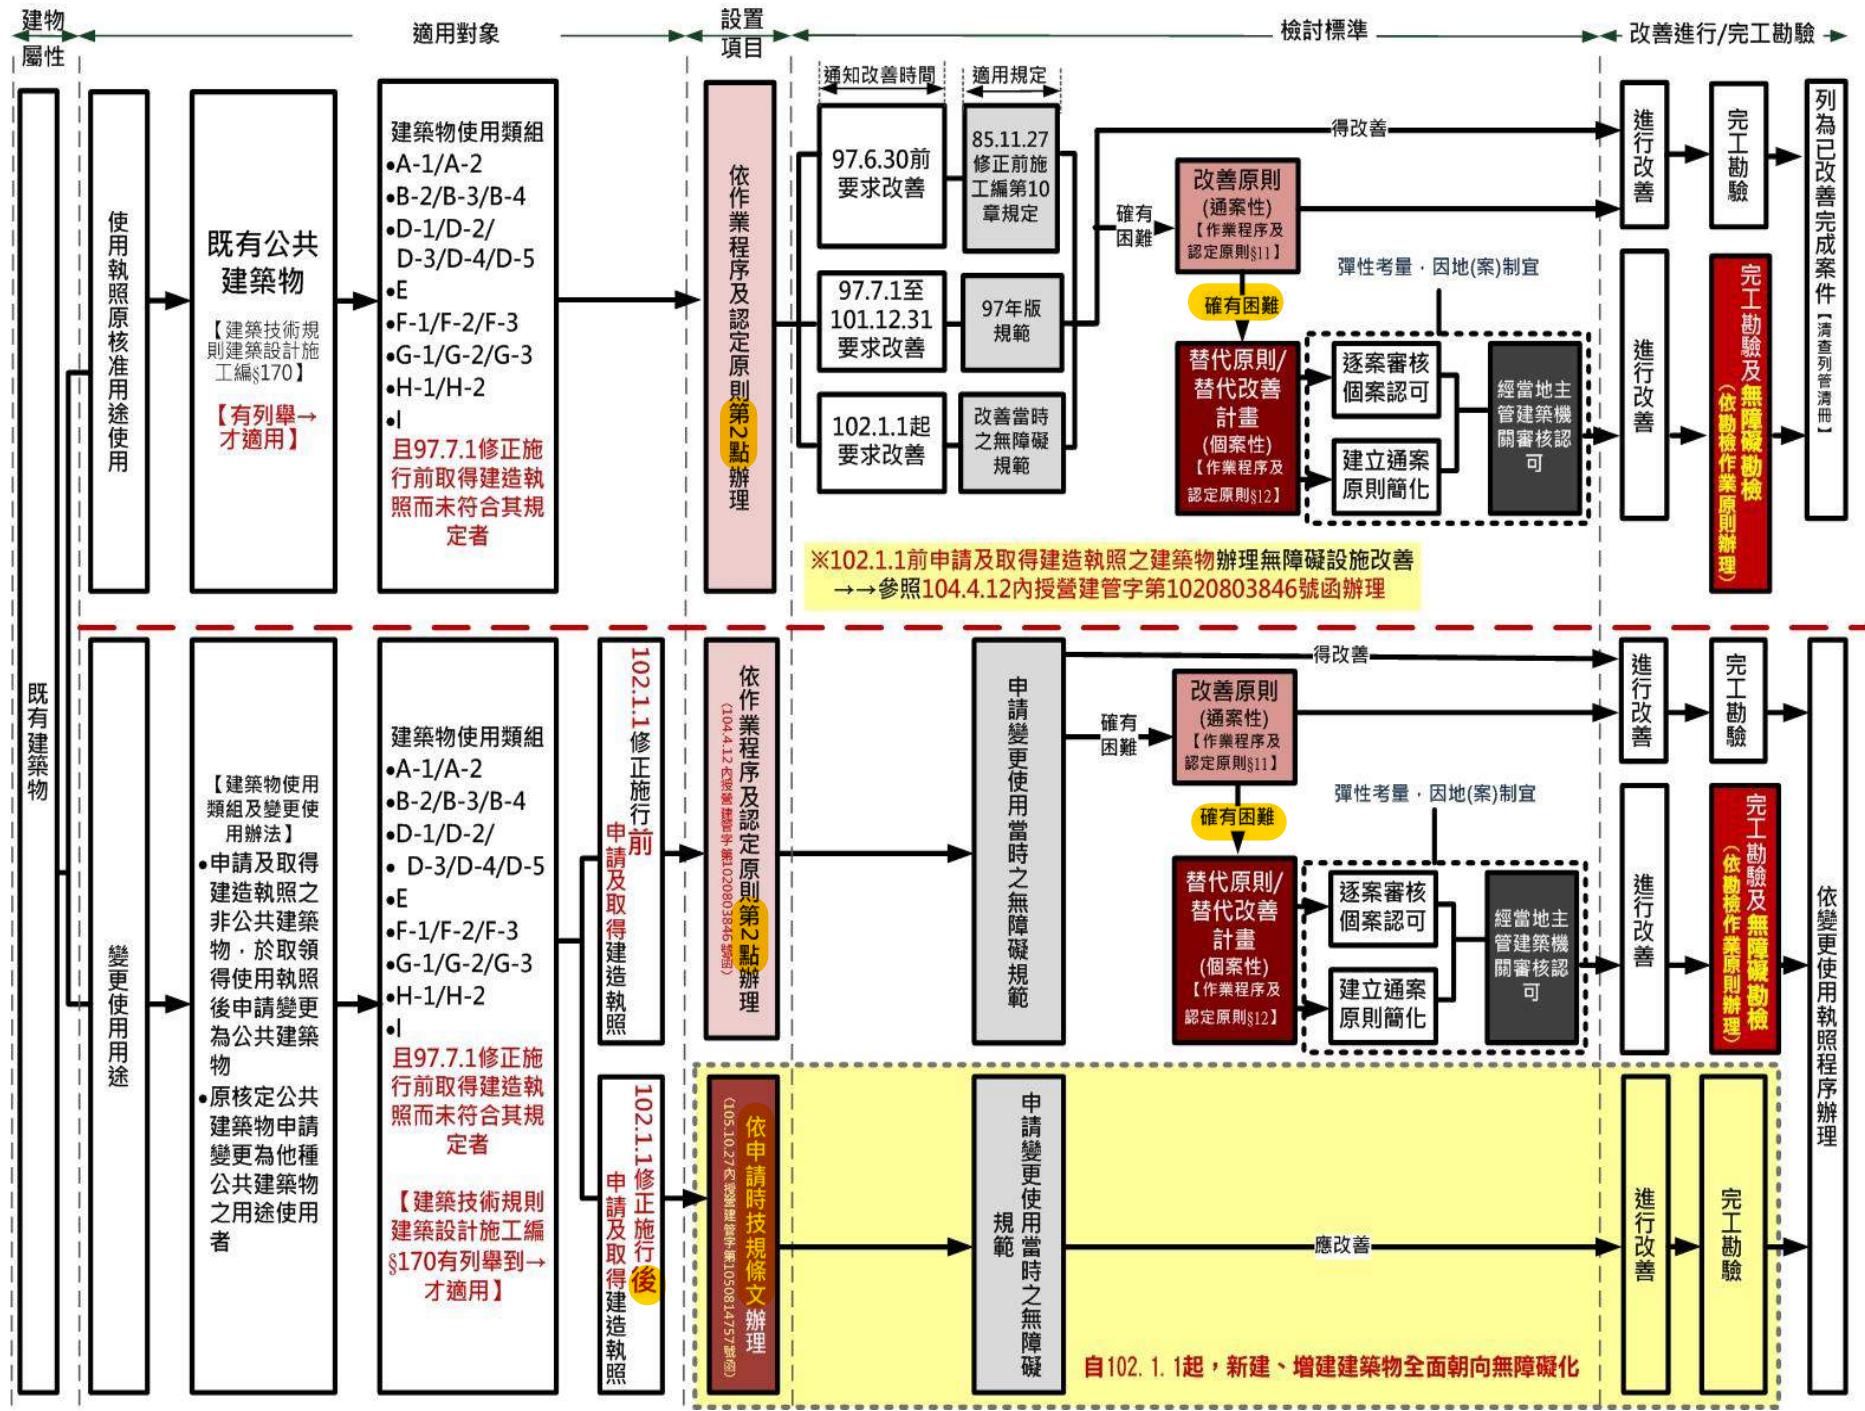 建物
屬性
適用對象
設置
項目
檢討標準
改善進行/完工勘驗
既有建築物
使用執照原核准用途使用
既有公共
建築物
【建築技術規
則建築設計施
工編§170】
【有列舉→
才適用】
建築物使用類組
•A-1/A-2
•B-2/B-3/B-4
•D-1/D-2/
D-3/D-4/D-5
•E
•F-1/F-2/F-3
•G-1/G-2/G-3
•H-1/H-2
•I
且97.7.1修正施
行前取得建造執
照而未符合其規
定者
依作業程序及認定原則第2點辦理
通知改善時間
適用規定
97.6.30前
要求改善
85.11.27
修正前施
工編第10
章規定
97.7.1至
101.12.31
要求改善
97年版
規範
102.1.1起
要求改善
改善當時
之無障礙
規範
得改善
確有
困難
改善原則
(通案性)
【作業程序及
認定原則§11】
確有困難
替代原則/
替代改善
計畫
(個案性)
【作業程序及
認定原則§12】
彈性考量，因地(案)制宜
逐案審核
個案認可
建立通案
原則簡化
經當地主
管建築機
關審核認
可
進行改善
完工勘驗
進行改善
完工勘驗及無障礙勘檢
（依勘檢作業原則辦理）
列為已改善完成案件【清查列管清冊】
※102.1.1前申請及取得建造執照之建築物辦理無障礙設施改善
→→參照104.4.12內授營建管字第1020803846號函辦理
變更使用用途
【建築物使用
類組及變更使
用辦法】
•申請及取得
建造執照之
非公共建築
物，於取領
得使用執照
後申請變更
為公共建築
物
•原核定公共
建築物申請
變更為他種
公共建築物
之用途使用
者
建築物使用類組
•A-1/A-2
•B-2/B-3/B-4
•D-1/D-2/
• D-3/D-4/D-5
•E
•F-1/F-2/F-3
•G-1/G-2/G-3
•H-1/H-2
•I
且97.7.1修正施
行前取得建造執
照而未符合其規
定者
【建築技術規則
建築設計施工編
§170有列舉到→
才適用】
102.1.1修正施行前
申請及取得建造執照
依作業程序及認定原則第2點辦理
（104.4.12內授營建管字第1020803846號函）
申請變更使用當時之無障礙規範
得改善
確有
困難
改善原則
(通案性)
【作業程序及
認定原則§11】
確有困難
替代原則/
替代改善
計畫
(個案性)
【作業程序及
認定原則§12】
彈性考量，因地(案)制宜
逐案審核
個案認可
建立通案
原則簡化
經當地主
管建築機
關審核認
可
進行改善
完工勘驗
進行改善
完工勘驗及無障礙勘檢
（依勘檢作業原則辦理）
依變更使用執照程序辦理
102.1.1修正施行後
申請及取得建造執照
依申請時技規條文辦理
（105.10.27內授營建管字第1050814757號函）
申請變更使用當時之無障礙
規範
應改善
進行改善
完工勘驗
自102. 1. 1起，新建、增建建築物全面朝向無障礙化